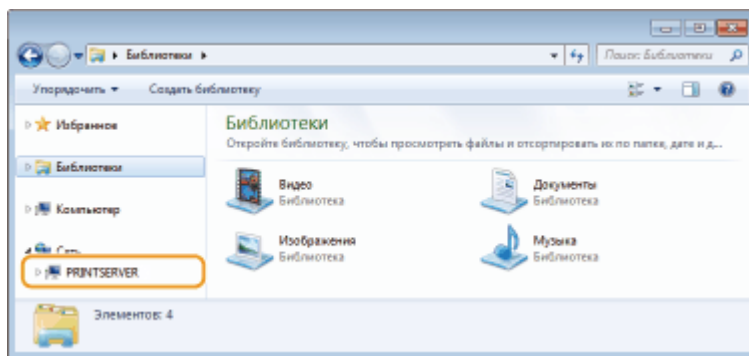 Библиотеки
Поиск: Библиотеки
Упорядочить
Создать библиотеку
Избранное
Библиотеки
Компьютер
Сеть
PRINTSERVER
Библиотеки
Откройте библиотеку, чтобы просмотреть файлы и отсортировать их по папке, дате и д...
Видео
Библиотека
Документы
Библиотека
Изображения
Библиотека
Музыка
Библиотека
Элементов: 4